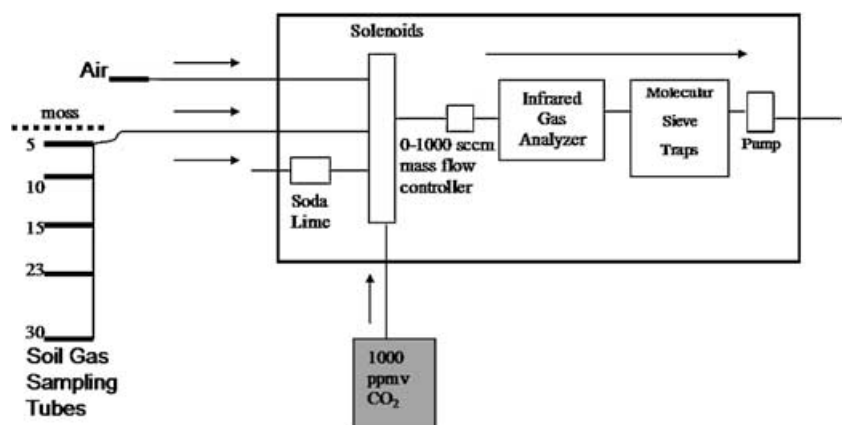 Solenoids
Air
moss
5
10
15
23
30
Soil Gas
Sampling
Tubes
Soda
Lime
0-1000 sccm
mass flow
controller
Infrared
Gas
Analyzer
Molecular
Sieve
Traps
Pump
1000
ppmv
CO₂